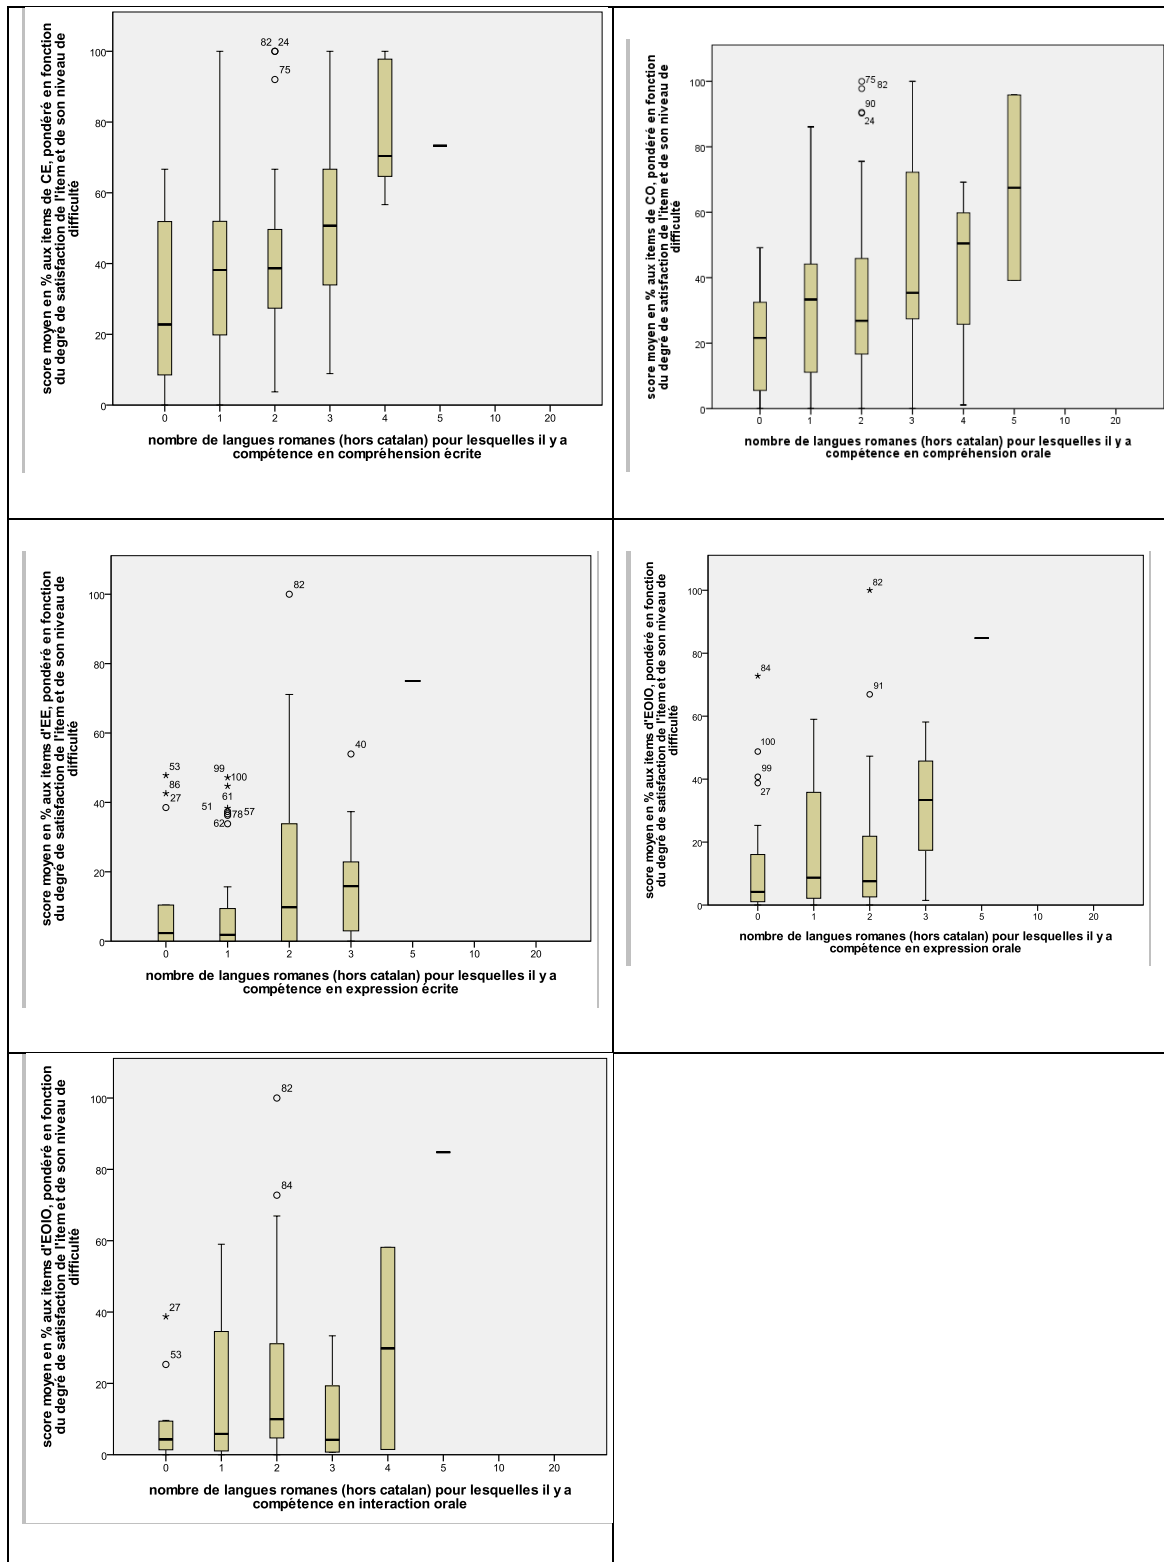 score moyen en % aux items de CE, pondéré en fonction
du degré de satisfaction de l'item et de son niveau de
difficulté
100
80
60
40
20
0
82 24
75
0 1 2 3 4 5 10 20
nombre de langues romanes (hors catalan) pour lesquelles il y a
compétence en compréhension écrite
score moyen en % aux items de CO, pondéré en fonction
du degré de satisfaction de l'item et de son niveau de
difficulté
100
80
60
40
20
0
75 82
90
24
0 1 2 3 4 5 10 20
nombre de langues romanes (hors catalan) pour lesquelles il y a
compétence en compréhension orale
score moyen en % aux items d'EE, pondéré en fonction
du degré de satisfaction de l'item et de son niveau de
difficulté
100
80
60
40
20
0
53
86
27
99
100
61
51 78 57
62
82
40
0 1 2 3 5 10 20
nombre de langues romanes (hors catalan) pour lesquelles il y a
compétence en expression écrite
score moyen en % aux items d'EOIO, pondéré en fonction
du degré de satisfaction de l'item et de son niveau de
difficulté
100
80
60
40
20
0
84
100
99
27
82
91
0 1 2 3 5 10 20
nombre de langues romanes (hors catalan) pour lesquelles il y a
compétence en expression orale
score moyen en % aux items d'EOIO, pondéré en fonction
du degré de satisfaction de l'item et de son niveau de
difficulté
100
80
60
40
20
0
27
53
82
84
0 1 2 3 4 5 10 20
nombre de langues romanes (hors catalan) pour lesquelles il y a
compétence en interaction orale